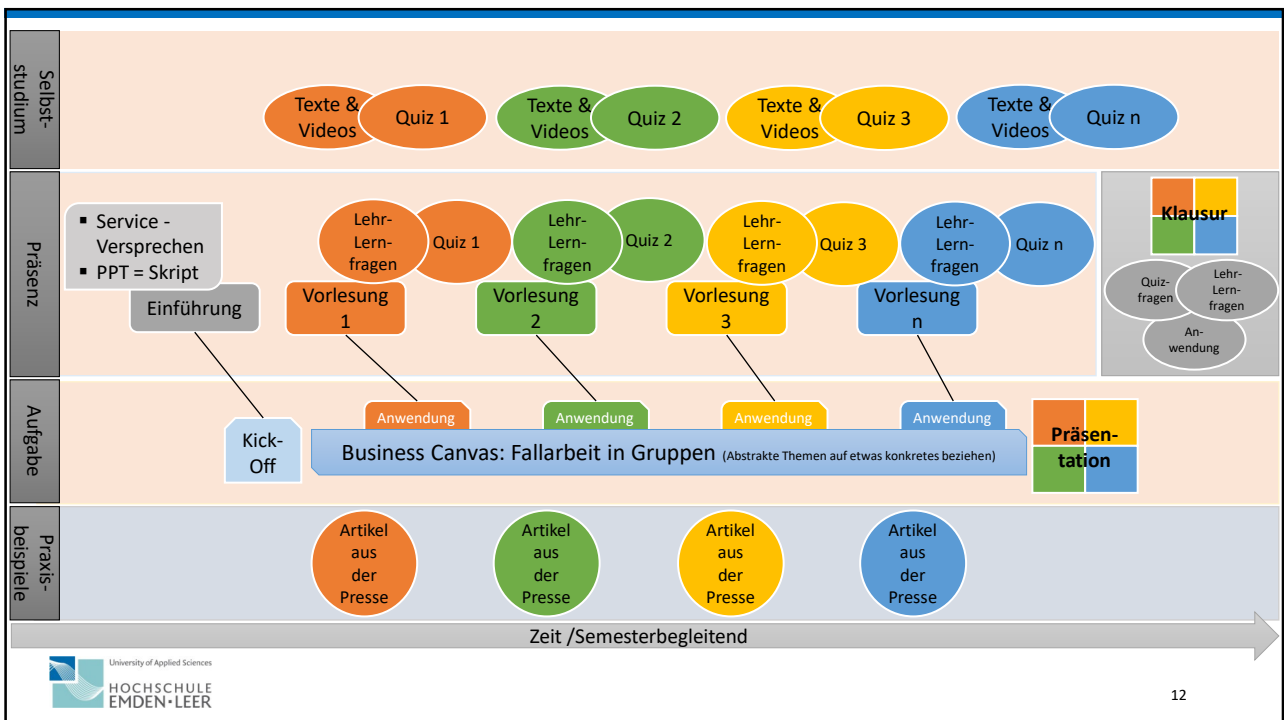 Selbst-
studium
Texte &
Videos
Quiz 1
Texte &
Videos
Quiz 2
Texte &
Videos
Quiz 3
Texte &
Videos
Quiz n
Präsenz
▪ Service -
Versprechen
▪ PPT = Skript
Einführung
Lehr-
Lern-
fragen
Quiz 1
Lehr-
Lern-
fragen
Quiz 2
Lehr-
Lern-
fragen
Quiz 3
Lehr-
Lern-
fragen
Quiz n
Vorlesung
1
Vorlesung
2
Vorlesung
3
Vorlesung
n
Klausur
Quiz-
fragen
Lehr-
Lern-
fragen
An-
wendung
Aufgabe
Kick-
Off
Anwendung
Anwendung
Anwendung
Anwendung
Business Canvas: Fallarbeit in Gruppen (Abstrakte Themen auf etwas konkretes beziehen)
Präsen-
tation
Praxis-
beispiele
Artikel
aus
der
Presse
Artikel
aus
der
Presse
Artikel
aus
der
Presse
Artikel
aus
der
Presse
Zeit /Semesterbegleitend
University of Applied Sciences
HOCHSCHULE
EMDEN•LEER
12